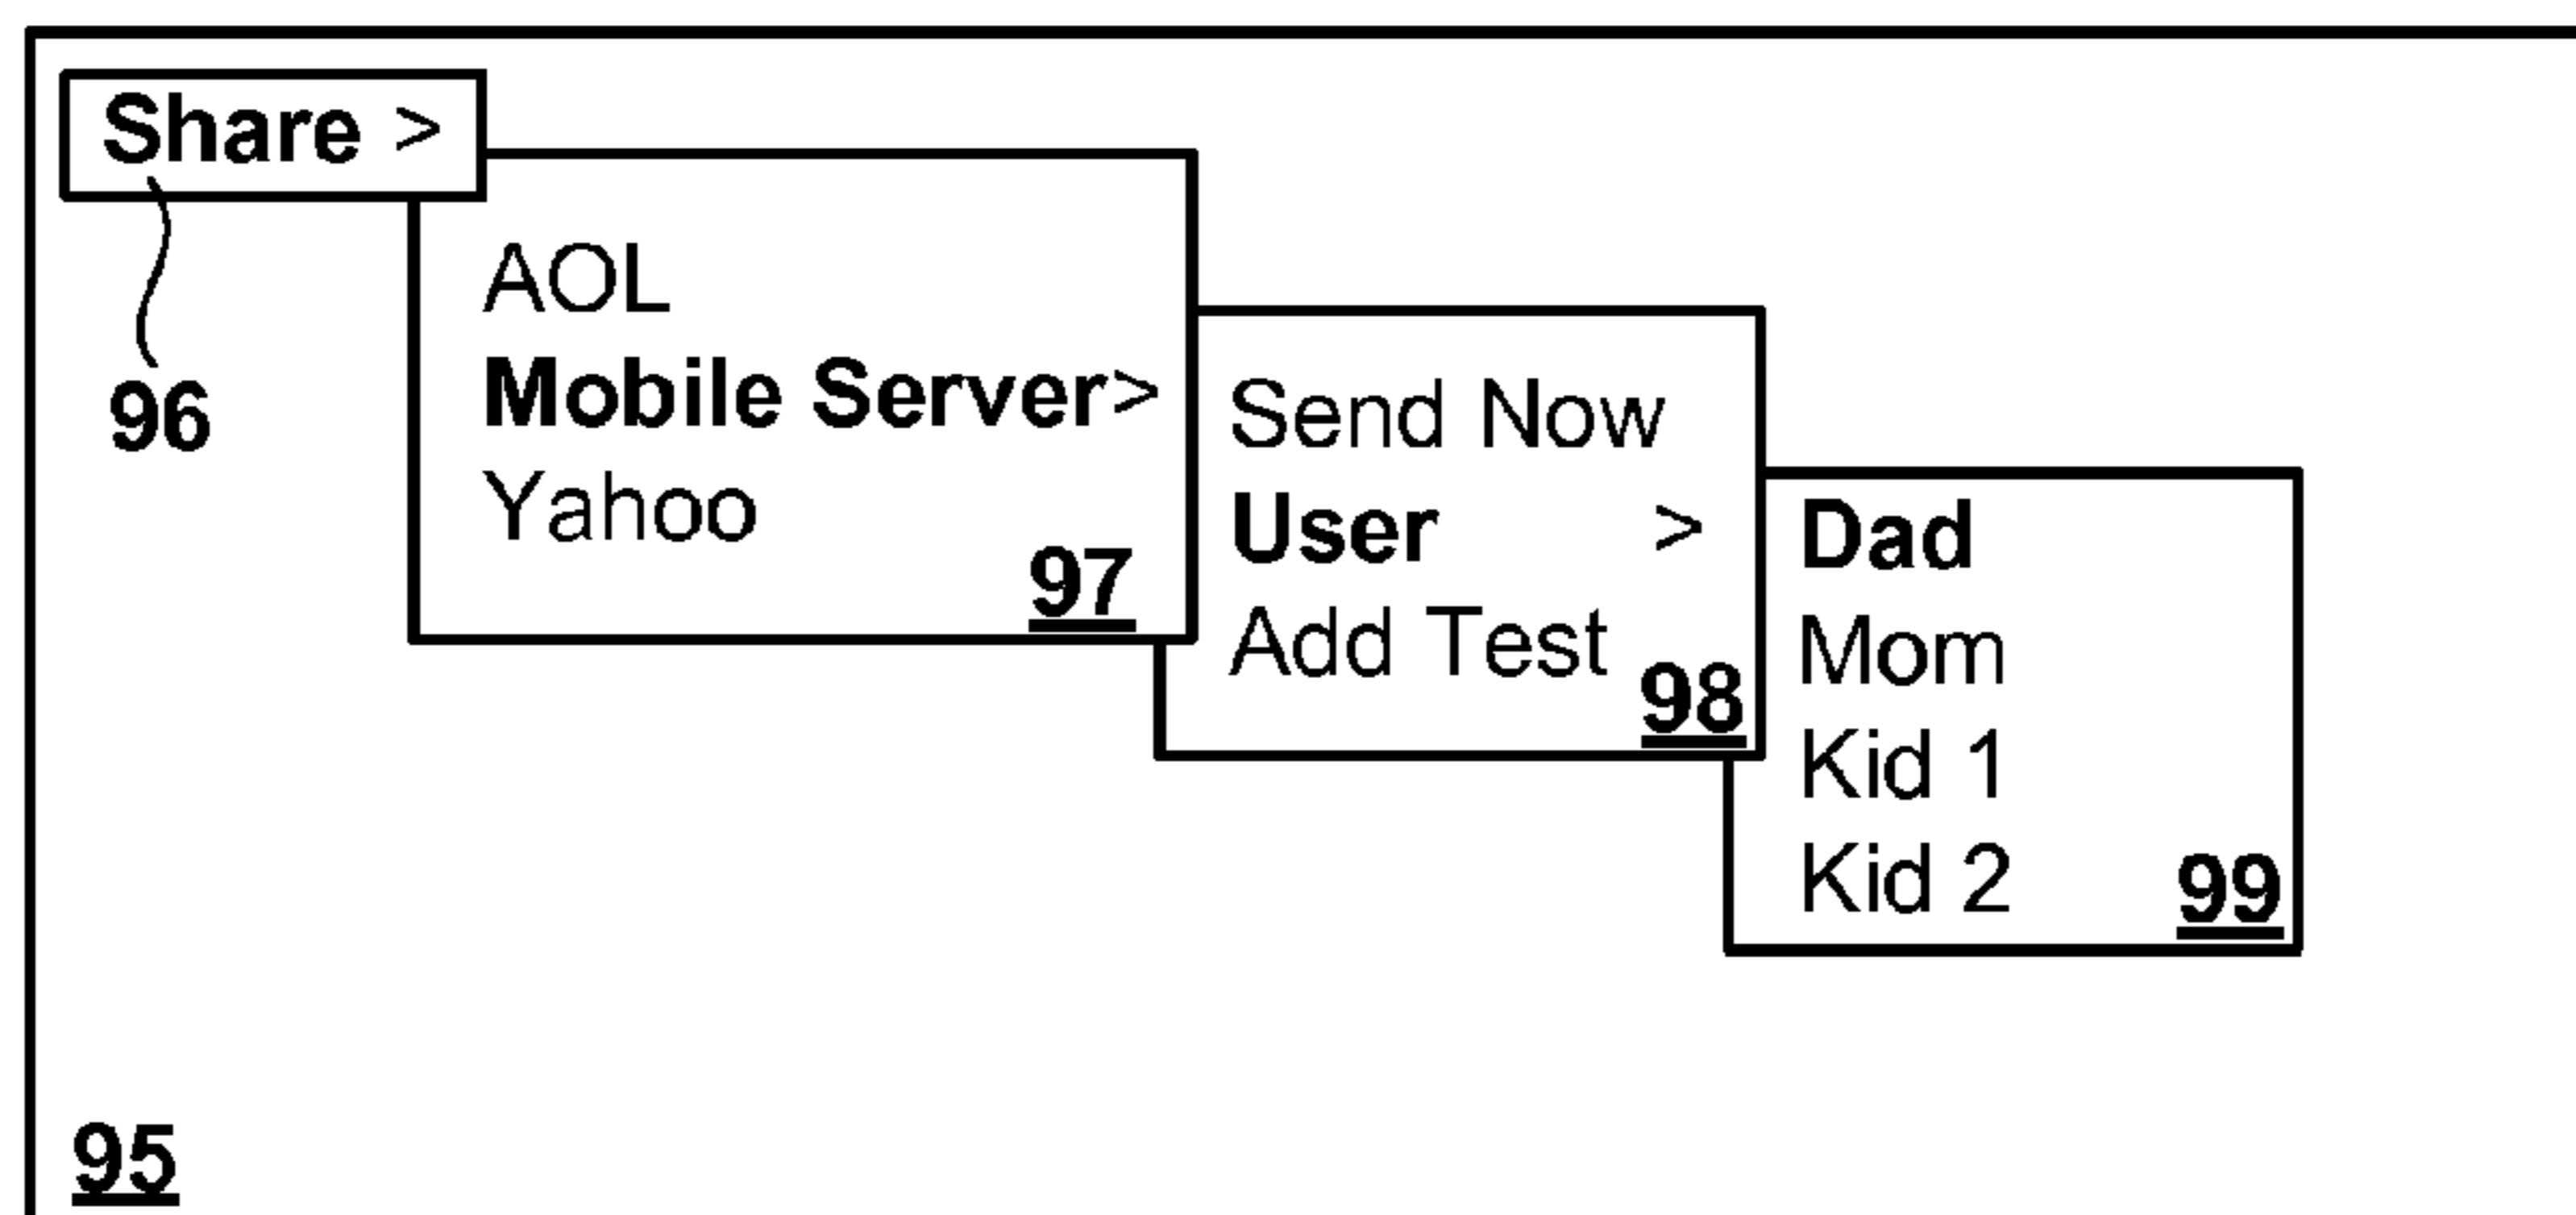 Share >
96
AOL
Mobile Server>
Yahoo
97
Send Now
User >
Add Test
98
Dad
Mom
Kid 1
Kid 2
99
95